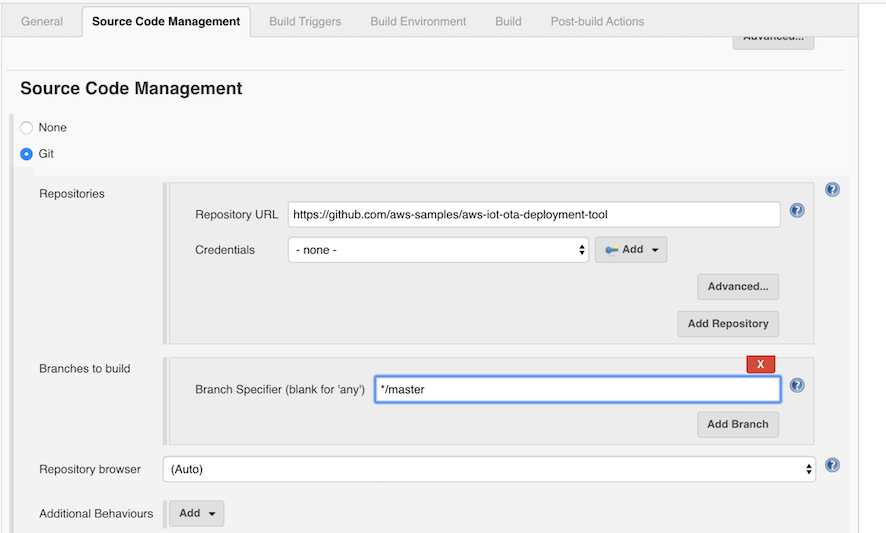 General Source Code Management Build Triggers Build Environment Build Post-build Actions
Advanced...
Source Code Management
None
Git
Repositories
Repository URL https://github.com/aws-samples/aws-iot-ota-deployment-tool
Credentials - none - Add
Advanced...
Add Repository
X
Branches to build
Branch Specifier (blank for 'any') */master
Add Branch
Repository browser (Auto)
Additional Behaviours Add